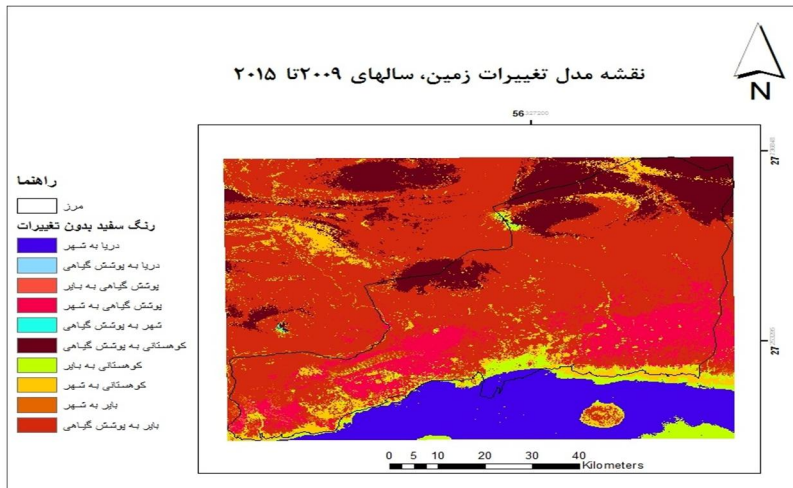 نقشه مدل تغییرات زمین، سالهای ۲۰۰۹تا ۲۰۱۵
N
56
27
راهنما
مرز
رنگ سفید بدون تغییرات
دریا به شهر
دریا به پوشش گیاهی
پوشش گیاهی به بایر
پوشش گیاهی به شهر
شهر به پوشش گیاهی
کوهستانی به پوشش گیاهی
کوهستانی به بایر
کوهستانی به شهر
بایر به شهر
بایر به پوشش گیاهی
27
0 5 10 20 30 40
Kilometers